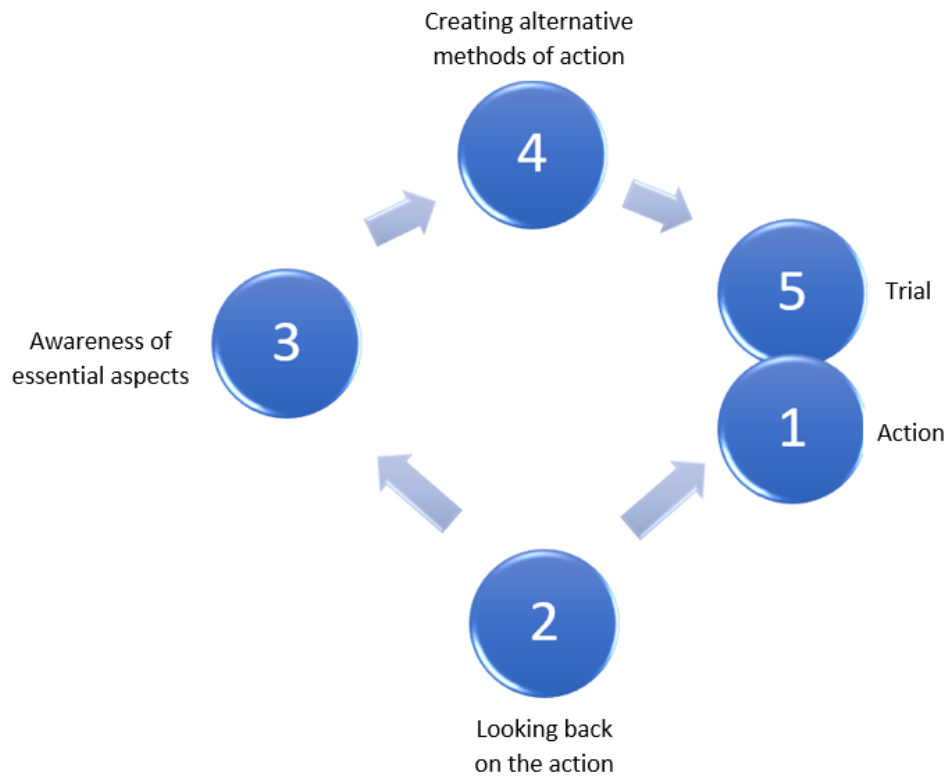 Creating alternative
methods of action
4
5
Trial
3
Awareness of
essential aspects
1
Action
2
Looking back
on the action